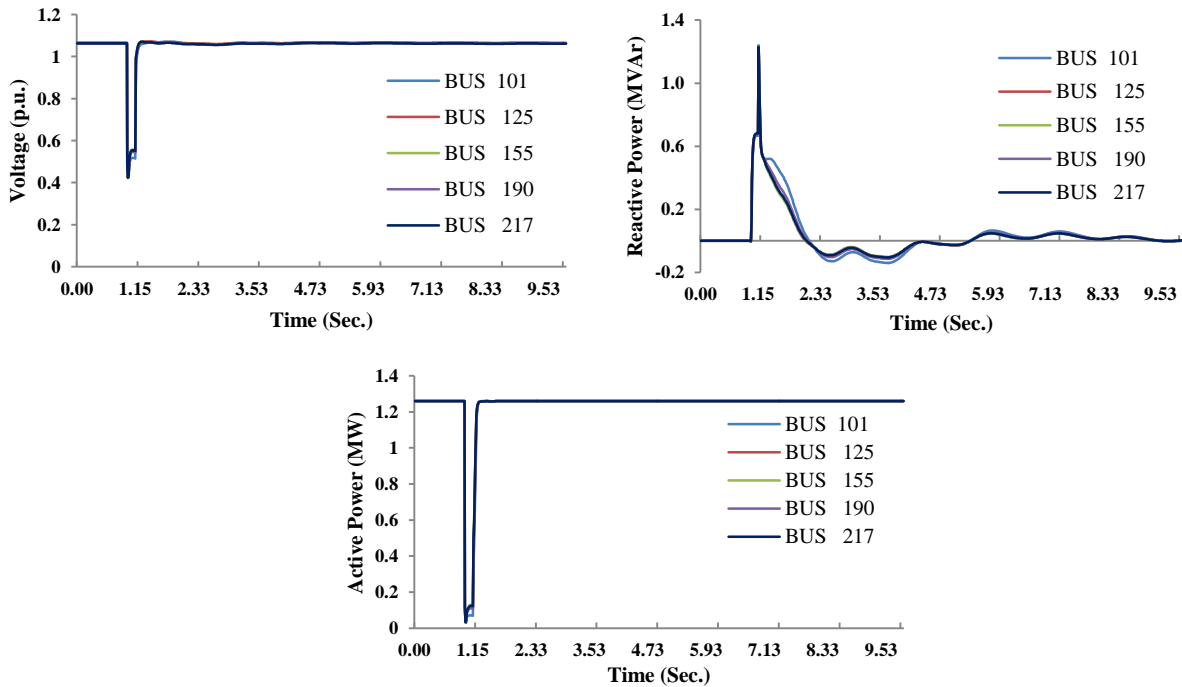 1.2
1
0.8
0.6
0.4
0.2
0
Voltage (p.u.)
0.00 1.15 2.33 3.53 4.73 5.93 7.13 8.33 9.53
Time (Sec.)
BUS 101
BUS 125
BUS 155
BUS 190
BUS 217
1.4
1.0
0.6
0.2
-0.2
Reactive Power (MVAr)
0.00 1.15 2.33 3.53 4.73 5.93 7.13 8.33 9.53
Time (Sec.)
BUS 101
BUS 125
BUS 155
BUS 190
BUS 217
1.4
1.2
1
0.8
0.6
0.4
0.2
0
Active Power (MW)
0.00 1.15 2.33 3.53 4.73 5.93 7.13 8.33 9.53
Time (Sec.)
BUS 101
BUS 125
BUS 155
BUS 190
BUS 217